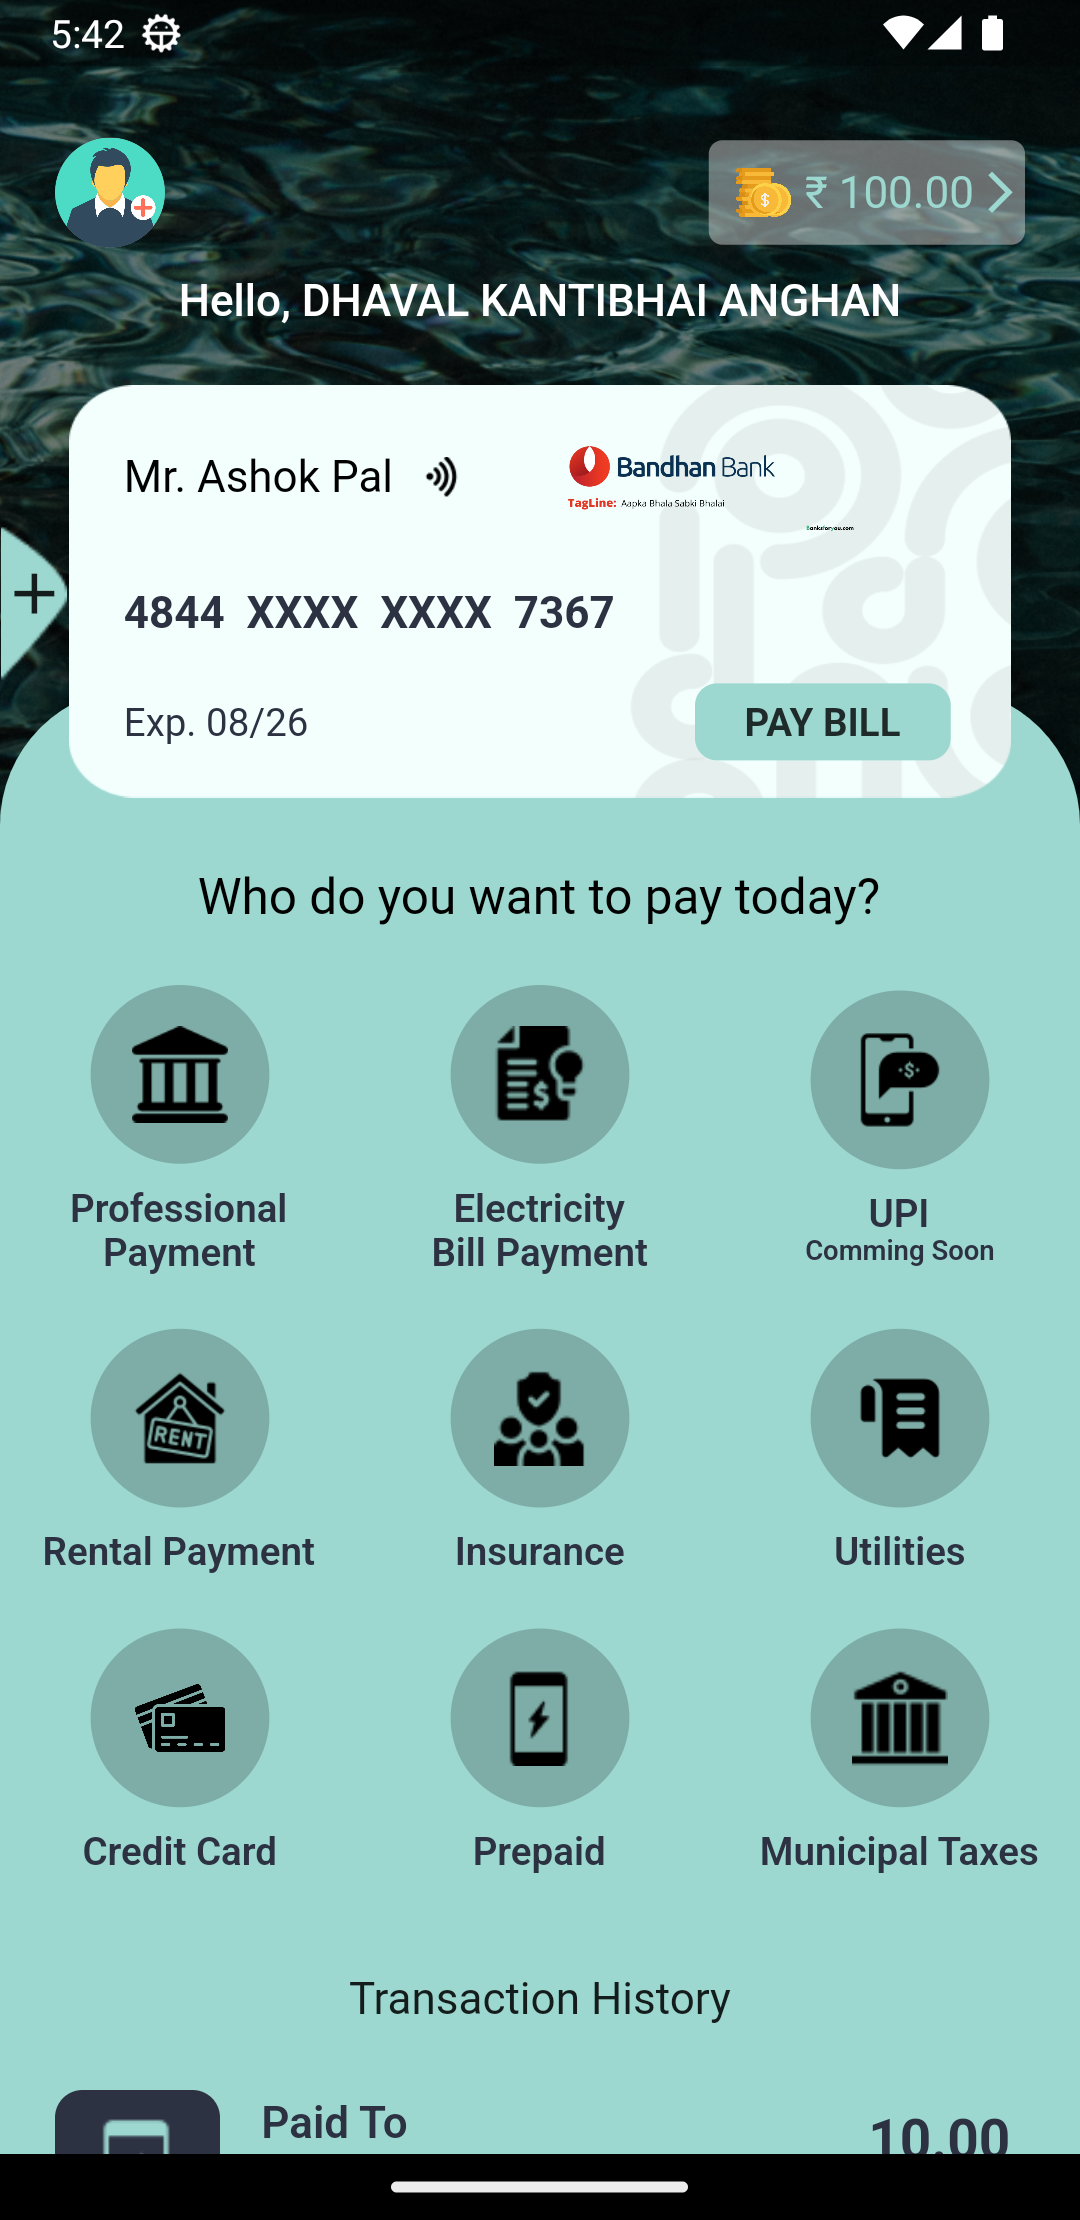 5:42
₹ 100.00
Hello, DHAVAL KANTIBHAI ANGHAN
Mr. Ashok Pal
Bandhan Bank
TagLine: Aapka Bhala Sabki Bhalai
Banksforyou.com
4844 XXXX XXXX 7367
Exp. 08/26
PAY BILL
Who do you want to pay today?
Professional
Payment
Electricity
Bill Payment
UPI
Comming Soon
RENT
Rental Payment
Insurance
Utilities
Credit Card
Prepaid
Municipal Taxes
Transaction History
Paid To
10.00